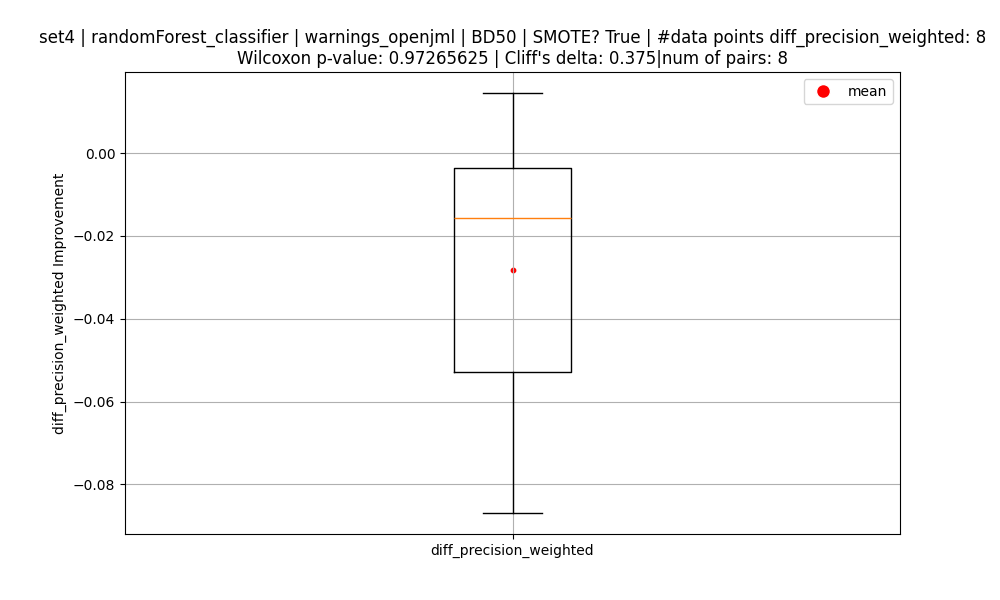 set4 | randomForest_classifier | warnings_openjml | BD50 | SMOTE? True | #data points diff_precision_weighted: 8
Wilcoxon p-value: 0.97265625 | Cliff's delta: 0.375|num of pairs: 8
mean
0.00
−0.02
−0.04
−0.06
−0.08
diff_precision_weighted Improvement
diff_precision_weighted